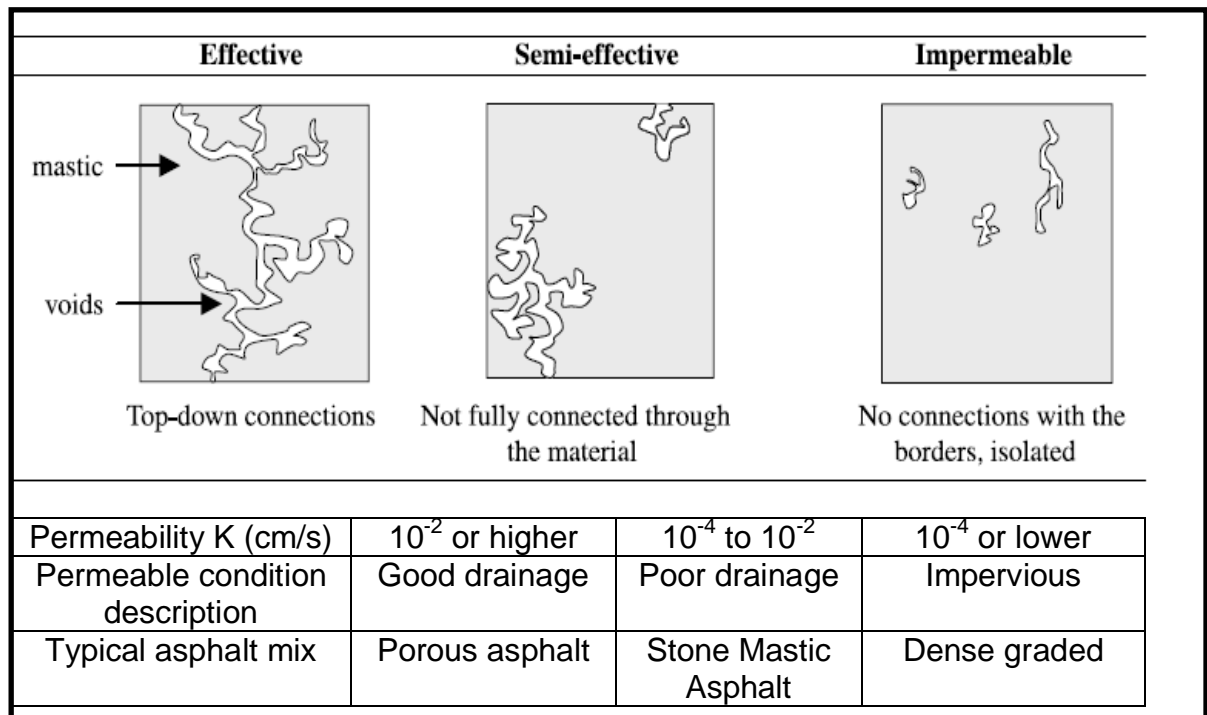 Effective Semi-effective Impermeable
mastic
voids
Top-down connections Not fully connected through No connections with the
the material borders, isolated
Permeability K (cm/s) 10⁻² or higher 10⁻⁴ to 10⁻² 10⁻⁴ or lower
Permeable condition Good drainage Poor drainage Impervious
description
Typical asphalt mix Porous asphalt Stone Mastic Dense graded
Asphalt